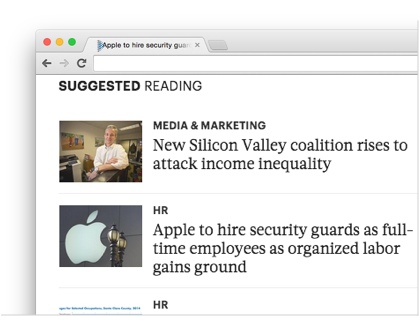 Apple to hire security guar
SUGGESTED READING
MEDIA & MARKETING
New Silicon Valley coalition rises to
attack income inequality
HR
Apple to hire security guards as full-
time employees as organized labor
gains ground
HR